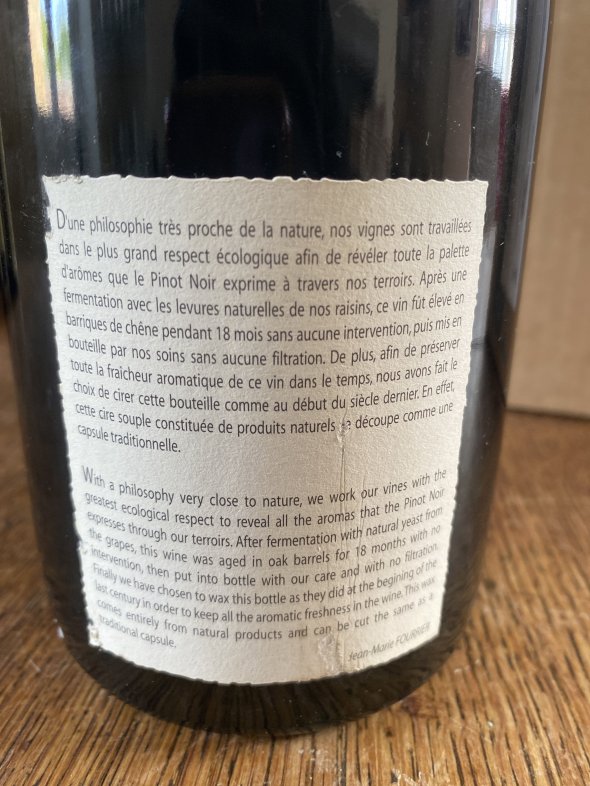 D'une philosophie très proche de la nature, nos vignes sont travaillées
dans le plus grand respect écologique afin de révéler toute la palette
d'arômes que le Pinot Noir exprime à travers nos terroirs. Après une
fermentation avec les levures naturelles de nos raisins, ce vin fût élevé en
barriques de chêne pendant 18 mois sans aucune intervention, puis mis en
bouteille par nos soins sans aucune filtration. De plus, afin de préserver
toute la fraicheur aromatique de ce vin dans le temps, nous avons fait le
choix de cirer cette bouteille comme au début du siècle dernier. En effet,
cette cire souple constituée de produits naturels se découpe comme une
capsule traditionnelle.
With a philosophy very close to nature, we work our vines with the
greatest ecological respect to reveal all the aromas that the Pinot Noir
expresses through our terroirs. After fermentation with natural yeast from
the grapes, this wine was aged in oak barrels for 18 months with no
intervention, then put into bottle with our care and with no filtration.
Finally we have chosen to wax this bottle as they did at the begining of the
last century in order to keep all the aromatic freshness in the wine. This wax
comes entirely from natural products and can be cut the same as a
traditional capsule.
Jean-Marie FOURRIER